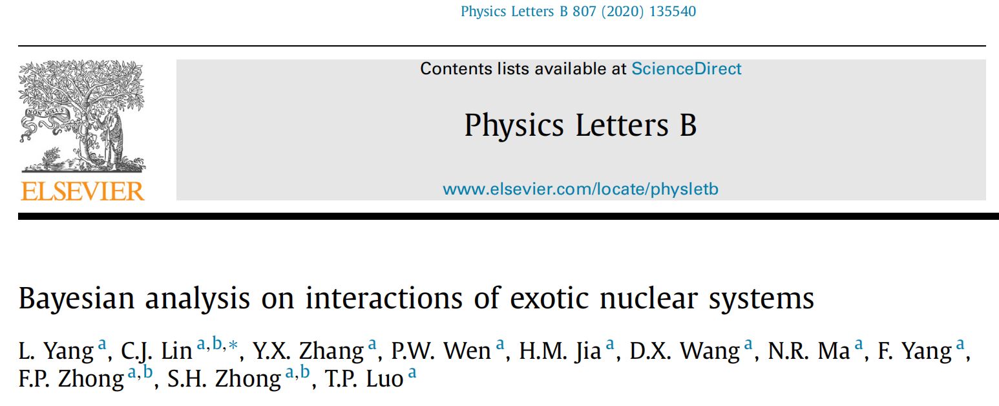 Physics Letters B 807 (2020) 135540
Contents lists available at ScienceDirect
Physics Letters B
NON SOLUS
ELSEVIER
www.elsevier.com/locate/physletb
Bayesian analysis on interactions of exotic nuclear systems
L. Yang a, C.J. Lin a,b,*, Y.X. Zhang a, P.W. Wen a, H.M. Jia a, D.X. Wang a, N.R. Ma a, F. Yang a,
F.P. Zhong a,b, S.H. Zhong a,b, T.P. Luo a